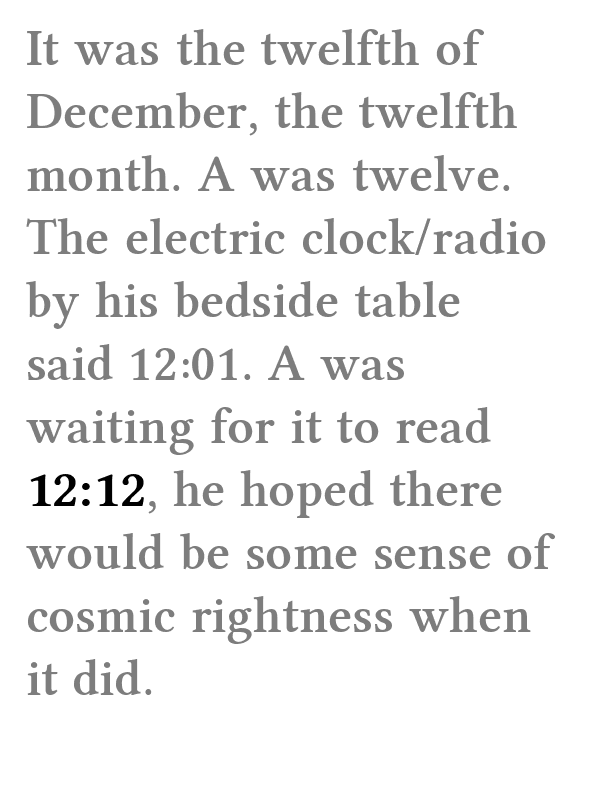 It was the twelfth of
December, the twelfth
month. A was twelve.
The electric clock/radio
by his bedside table
said 12:01. A was
waiting for it to read
12:12, he hoped there
would be some sense of
cosmic rightness when
it did.